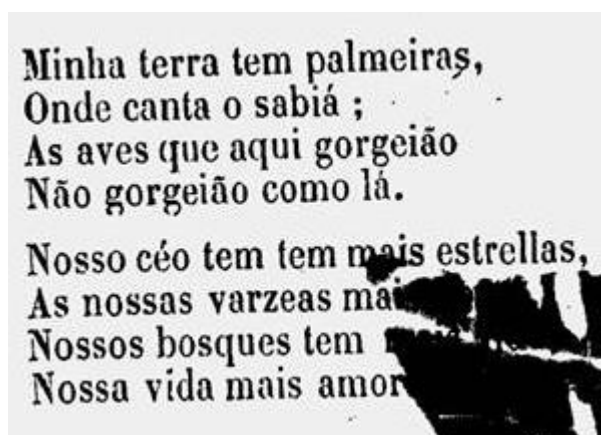 Minha terra tem palmeiras,
Onde canta o sabiá ;
As aves que aqui gorgeião
Não gorgeião como lá.
Nosso céo tem tem mais estrellas,
As nossas varzeas
Nossos bosques tem
Nossa vida mais